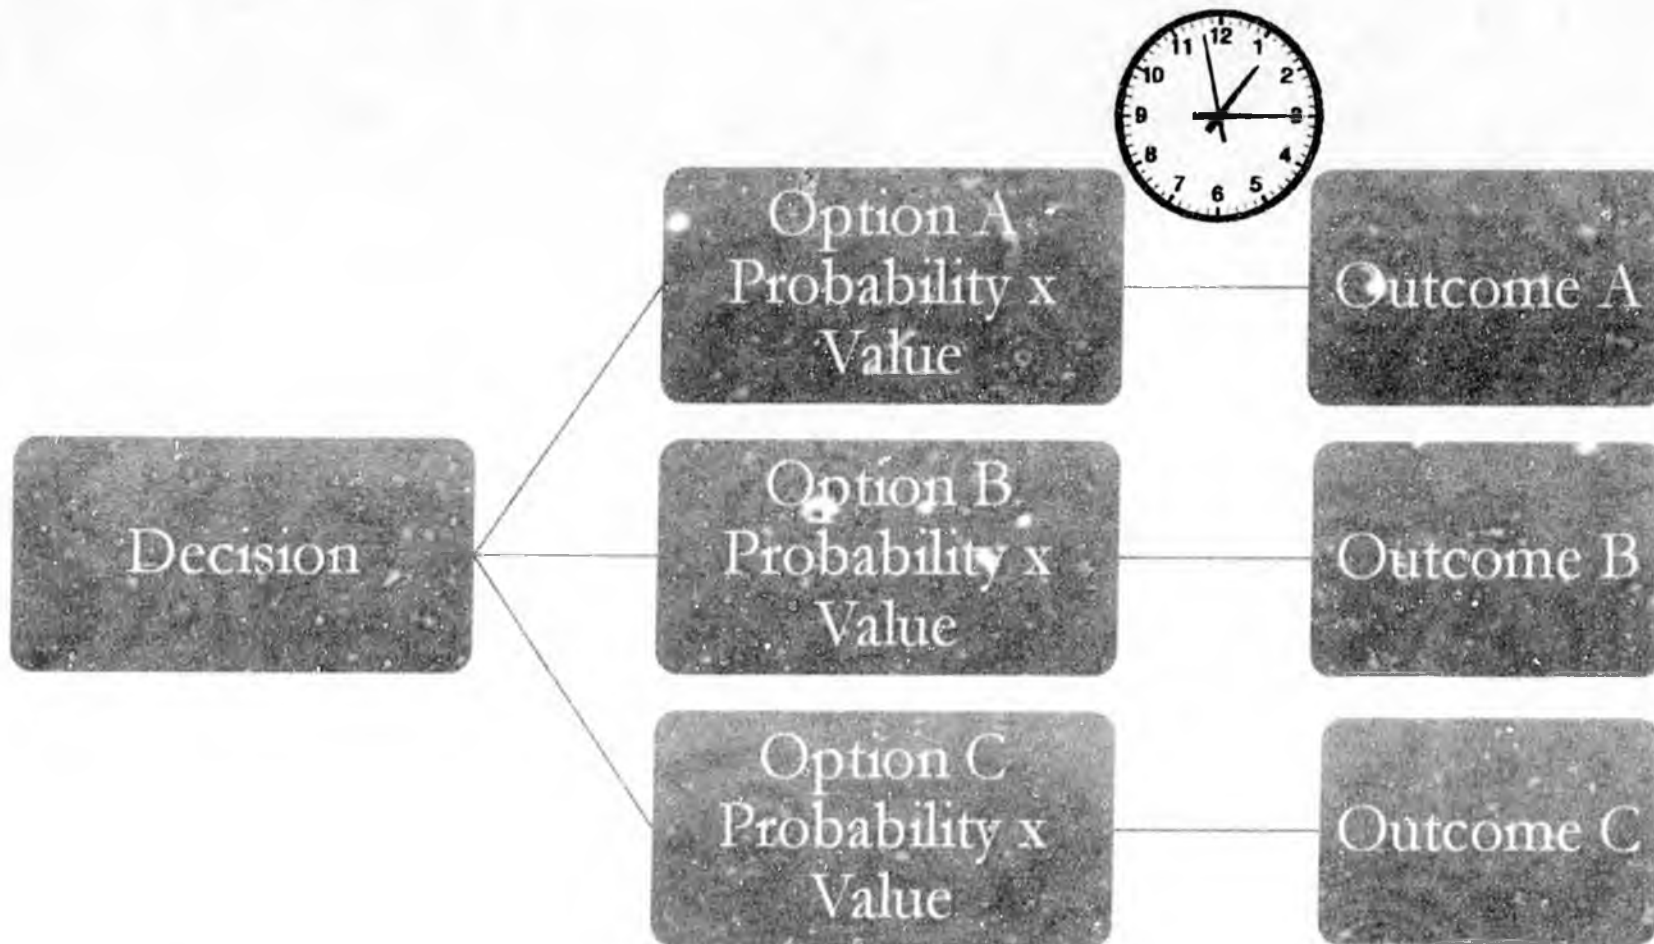 12
11
1
10
2
9
3
8
4
7
5
6
Option A
Probability x
Value
Outcome A
Decision
Option B
Probability x
Value
Outcome B
Option C
Probability x
Value
Outcome C